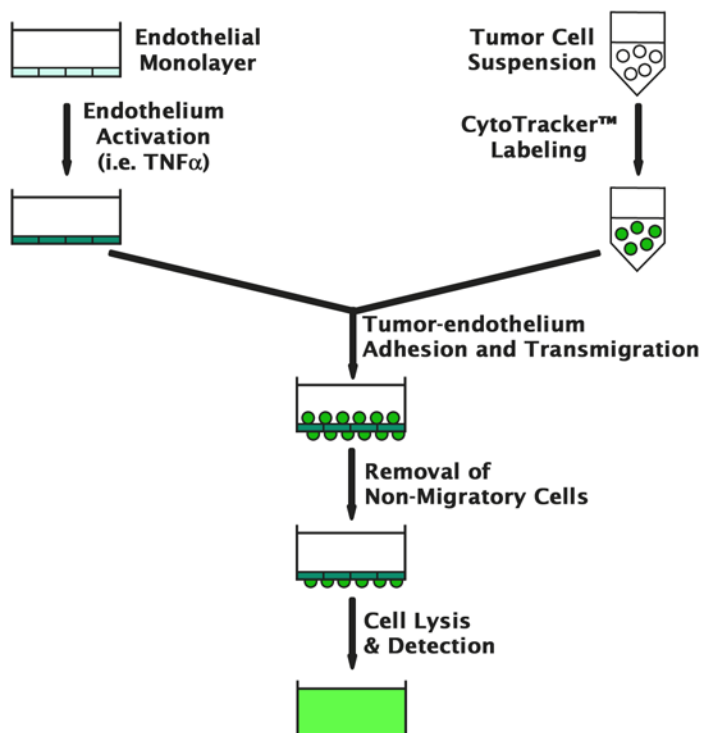 Endothelial
Monolayer
Tumor Cell
Suspension
Endothelium
Activation
(i.e. TNFα)
CytoTracker™
Labeling
Tumor-endothelium
Adhesion and Transmigration
Removal of
Non-Migratory Cells
Cell Lysis
& Detection